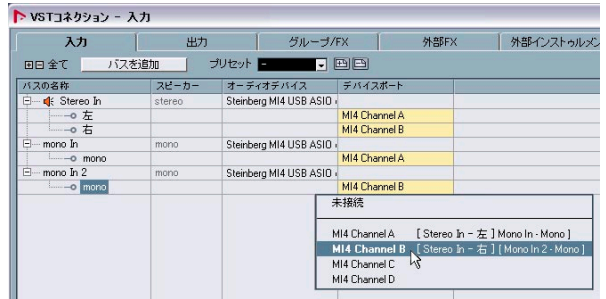 VSTコネクション - 入力
入力 出力 グループ/FX 外部FX 外部インストゥルメン
全て バスを追加 プリセット -
バスの名称 スピーカー オーディオデバイス デバイスポート
Stereo In stereo Steinberg MI4 USB ASIO
左 MI4 Channel A
右 MI4 Channel B
mono In mono Steinberg MI4 USB ASIO
mono MI4 Channel A
mono In 2 mono Steinberg MI4 USB ASIO
mono MI4 Channel B
未接続
MI4 Channel A [ Stereo In - 左 ] Mono In - Mono ]
MI4 Channel B [ Stereo In - 右 ] [ Mono In 2 - Mono ]
MI4 Channel C
MI4 Channel D